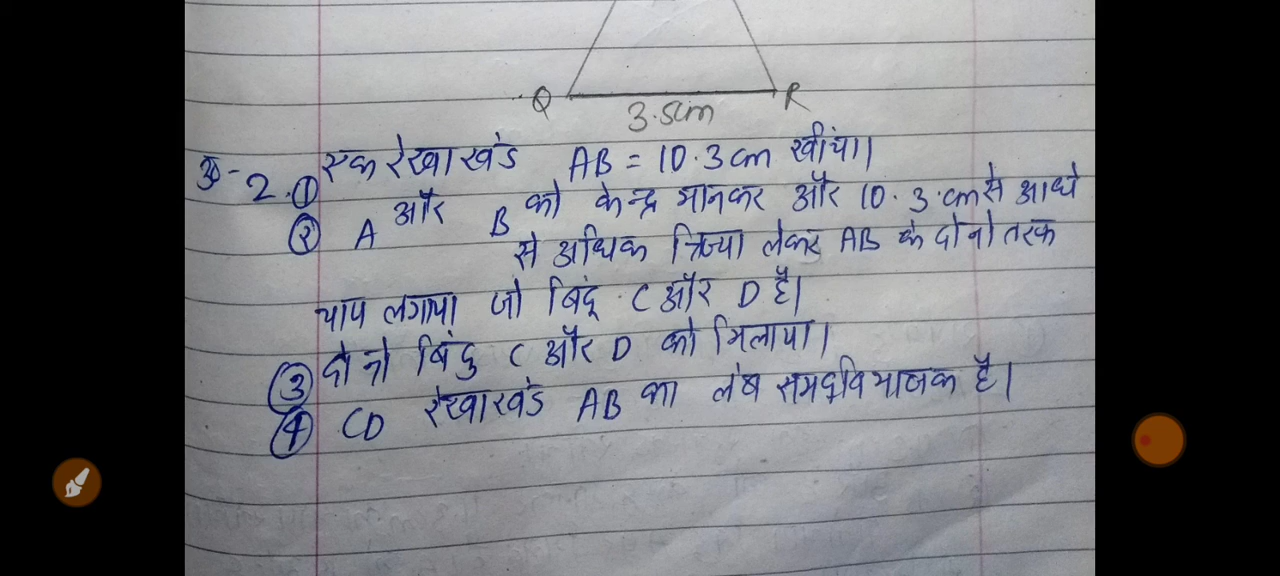 Q R
3.5cm
उ-2. ① एक रेखाखंड AB = 10.3 cm खींचा।
② A और B को केन्द्र मानकर और 10.3 cm से आधे
से अधिक त्रिज्या लेकर AB के दोनो तरफ
चाप लगाया जो बिंदू C और D है।
③ दोनो बिंदु C और D को मिलाया।
④ CD रेखाखंड AB का लंब समद्विभाजक है।